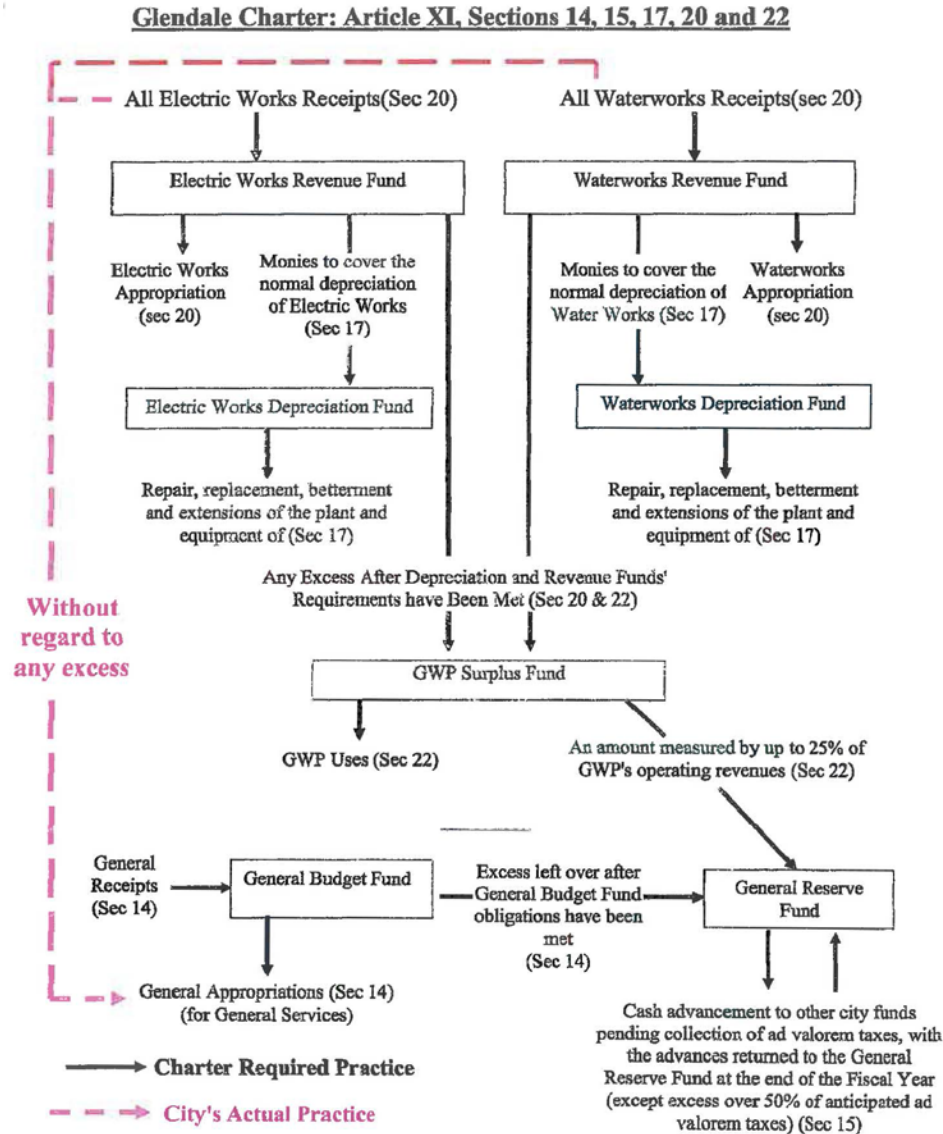 Glendale Charter: Article XI, Sections 14, 15, 17, 20 and 22
All Electric Works Receipts(Sec 20)
All Waterworks Receipts(sec 20)
Electric Works Revenue Fund
Waterworks Revenue Fund
Electric Works
Appropriation
(sec 20)
Monies to cover the
normal depreciation
of Electric Works
(Sec 17)
Monies to cover the
normal depreciation of
Water Works (Sec 17)
Waterworks
Appropriation
(sec 20)
Electric Works Depreciation Fund
Waterworks Depreciation Fund
Repair, replacement, betterment
and extensions of the plant and
equipment of (Sec 17)
Repair, replacement, betterment
and extensions of the plant and
equipment of (Sec 17)
Any Excess After Depreciation and Revenue Funds'
Requirements have Been Met (Sec 20 & 22)
Without
regard to
any excess
GWP Surplus Fund
GWP Uses (Sec 22)
An amount measured by up to 25% of
GWP's operating revenues (Sec 22)
General
Receipts
(Sec 14)
General Budget Fund
Excess left over after
General Budget Fund
obligations have been
met
(Sec 14)
General Reserve
Fund
General Appropriations (Sec 14)
(for General Services)
Cash advancement to other city funds
pending collection of ad valorem taxes, with
the advances returned to the General
Reserve Fund at the end of the Fiscal Year
(except excess over 50% of anticipated ad
valorem taxes) (Sec 15)
Charter Required Practice
City's Actual Practice